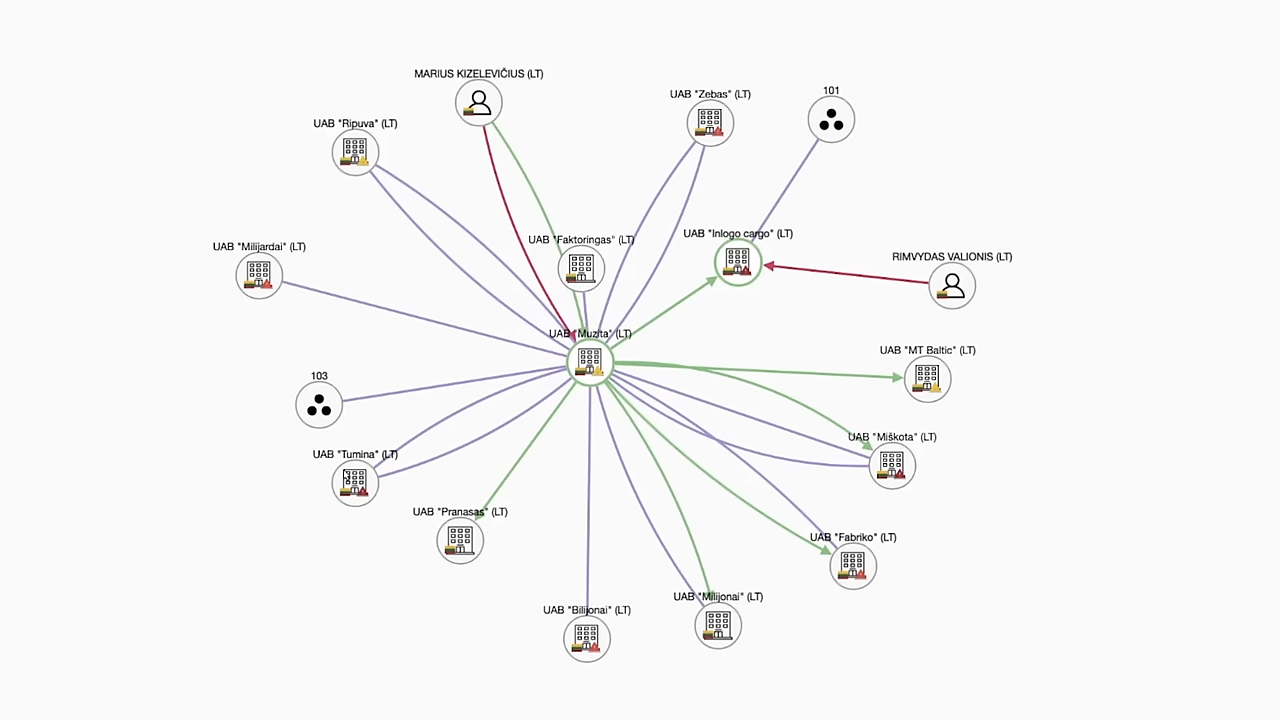 MARIUS KIZELEVIČIUS (LT)
UAB "Zebas" (LT)
101
UAB "Ripuva" (LT)
UAB "Inlogo cargo" (LT)
UAB "Faktoringas" (LT)
UAB "Milijardai" (LT)
RIMVYDAS VALIONIS (LT)
UAB "Muzita" (LT)
UAB "MT Baltic" (LT)
103
UAB "Miškota" (LT)
UAB "Tumina" (LT)
UAB "Pranasas" (LT)
UAB "Fabriko" (LT)
UAB "Milijonai" (LT)
UAB "Bilijonai" (LT)